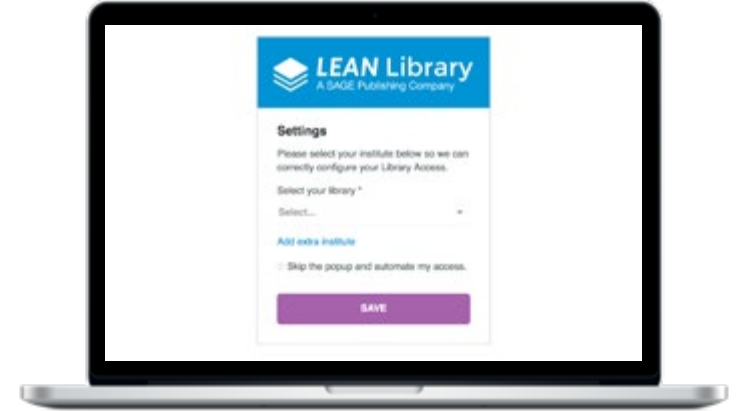 LEAN Library
A SAGE Publishing Company
Settings
Please select your institute below so we can
correctly configure your Library Access.
Select your library *
Select...
Add extra institute
Skip the popup and automate my access.
SAVE